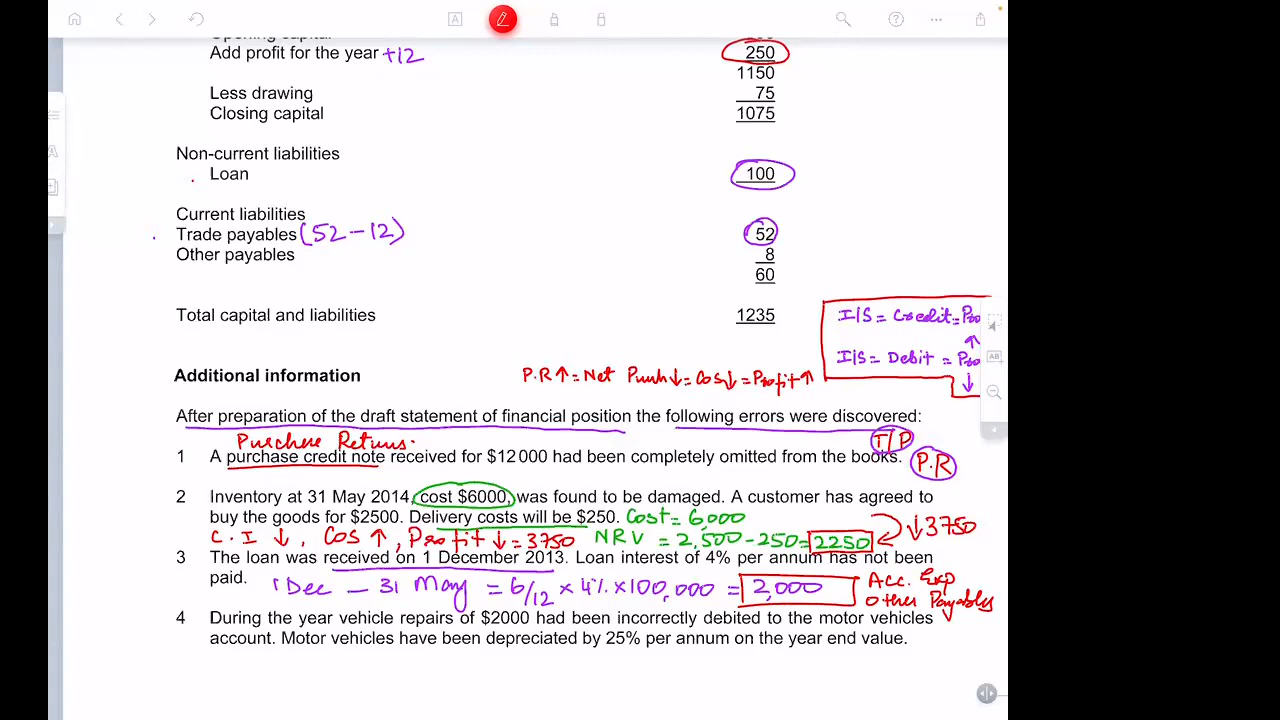 Add profit for the year +12 250
1150
Less drawing 75
Closing capital 1075
Non-current liabilities
Loan 100
Current liabilities
Trade payables (52 - 12) 52
Other payables 8
60
Total capital and liabilities 1235
I/S = Credit =
I/S = Debit =
Additional information
P.R ↑ = Net Purch ↓ = Cos ↓ = Profit ↑
After preparation of the draft statement of financial position the following errors were discovered:
Purchase Returns.
T/P
1 A purchase credit note received for $12 000 had been completely omitted from the books.
P.R
2 Inventory at 31 May 2014, cost $6000, was found to be damaged. A customer has agreed to
buy the goods for $2500. Delivery costs will be $250. Cost = 6,000
↓3750
C.I ↓, Cos ↑, Profit ↓ = 3750 NRV = 2,500 - 250 = 2250
3 The loan was received on 1 December 2013. Loan interest of 4% per annum has not been
paid. 1 Dec - 31 May = 6/12 × 4% × 100,000 = 2,000
Acc. Exp
Other Payables
4 During the year vehicle repairs of $2000 had been incorrectly debited to the motor vehicles
account. Motor vehicles have been depreciated by 25% per annum on the year end value.